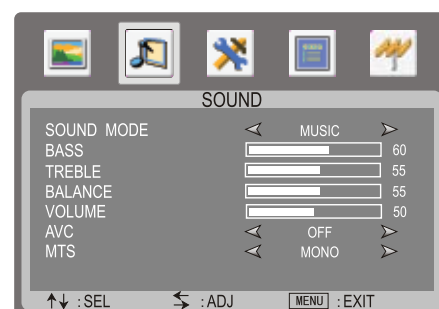 SOUND
SOUND MODE MUSIC
BASS 60
TREBLE 55
BALANCE 55
VOLUME 50
AVC OFF
MTS MONO
: SEL : ADJ MENU : EXIT